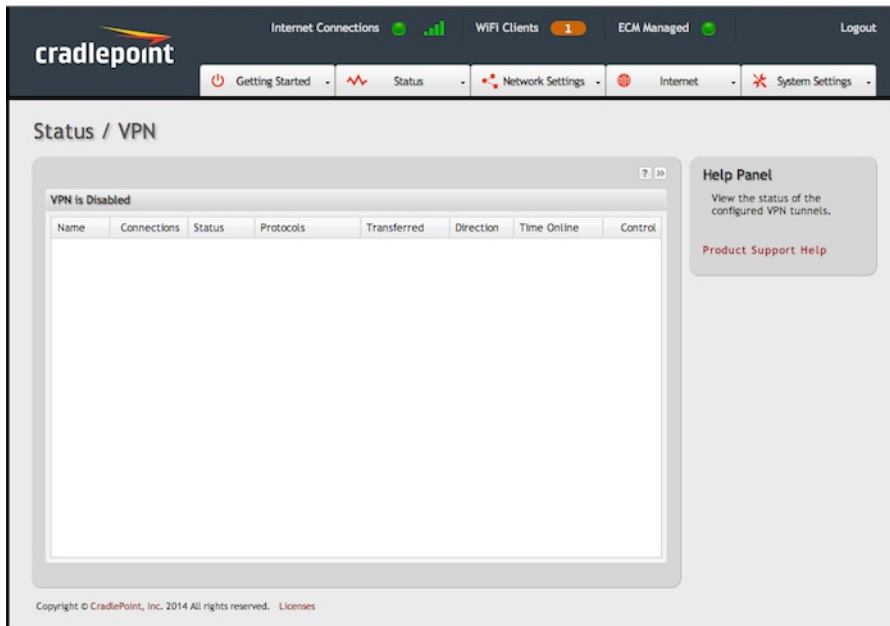 cradlepoint
Internet Connections
WiFi Clients 1
ECM Managed
Logout
Getting Started
Status
Network Settings
Internet
System Settings
Status / VPN
? »
VPN is Disabled
Name Connections Status Protocols Transferred Direction Time Online Control
Help Panel
View the status of the
configured VPN tunnels.
Product Support Help
Copyright © CradlePoint, Inc. 2014 All rights reserved. Licenses